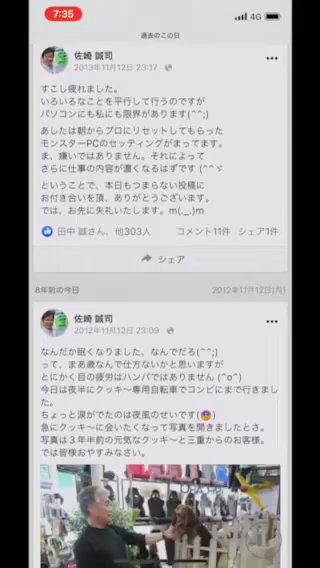 7:35
4G
過去のこの日
佐崎 誠司
2013年11月12日 23:17
すこし疲れました。
いろいろなことを平行して行うのですが
パソコンにも私にも限界があります(^^;)
あしたは朝からプロにリセットしてもらった
モンスターPCのセッティングがまってます。
ま、嫌いではありません。それによって
さらに仕事の内容が濃くなるはずです (^^ゞ
ということで、本日もつまらない投稿に
お付き合いを頂、ありがとうございます。
では、お先に失礼いたします。m(._.)m
田中 誠さん、他303人
コメント11件 シェア1件
シェア
8年前の今日
2012年11月12日(月)
佐崎 誠司
2012年11月12日 23:09
なんだか眠くなりました。なんでだろ(^^;)
って、まあ歳なんで仕方ないかと思いますが
とにかく目の疲労はハンパではありません (^o^)
今日は夜半にクッキ〜専用自転車でコンビにまで行きまし
た。
ちょっと涙がでたのは夜風のせいです( )
急にクッキ〜に会いたくなって写真を開きましたとさ。
写真は３年半前の元気なクッキ〜と三重からのお客様。
では皆様おやすみなさい。